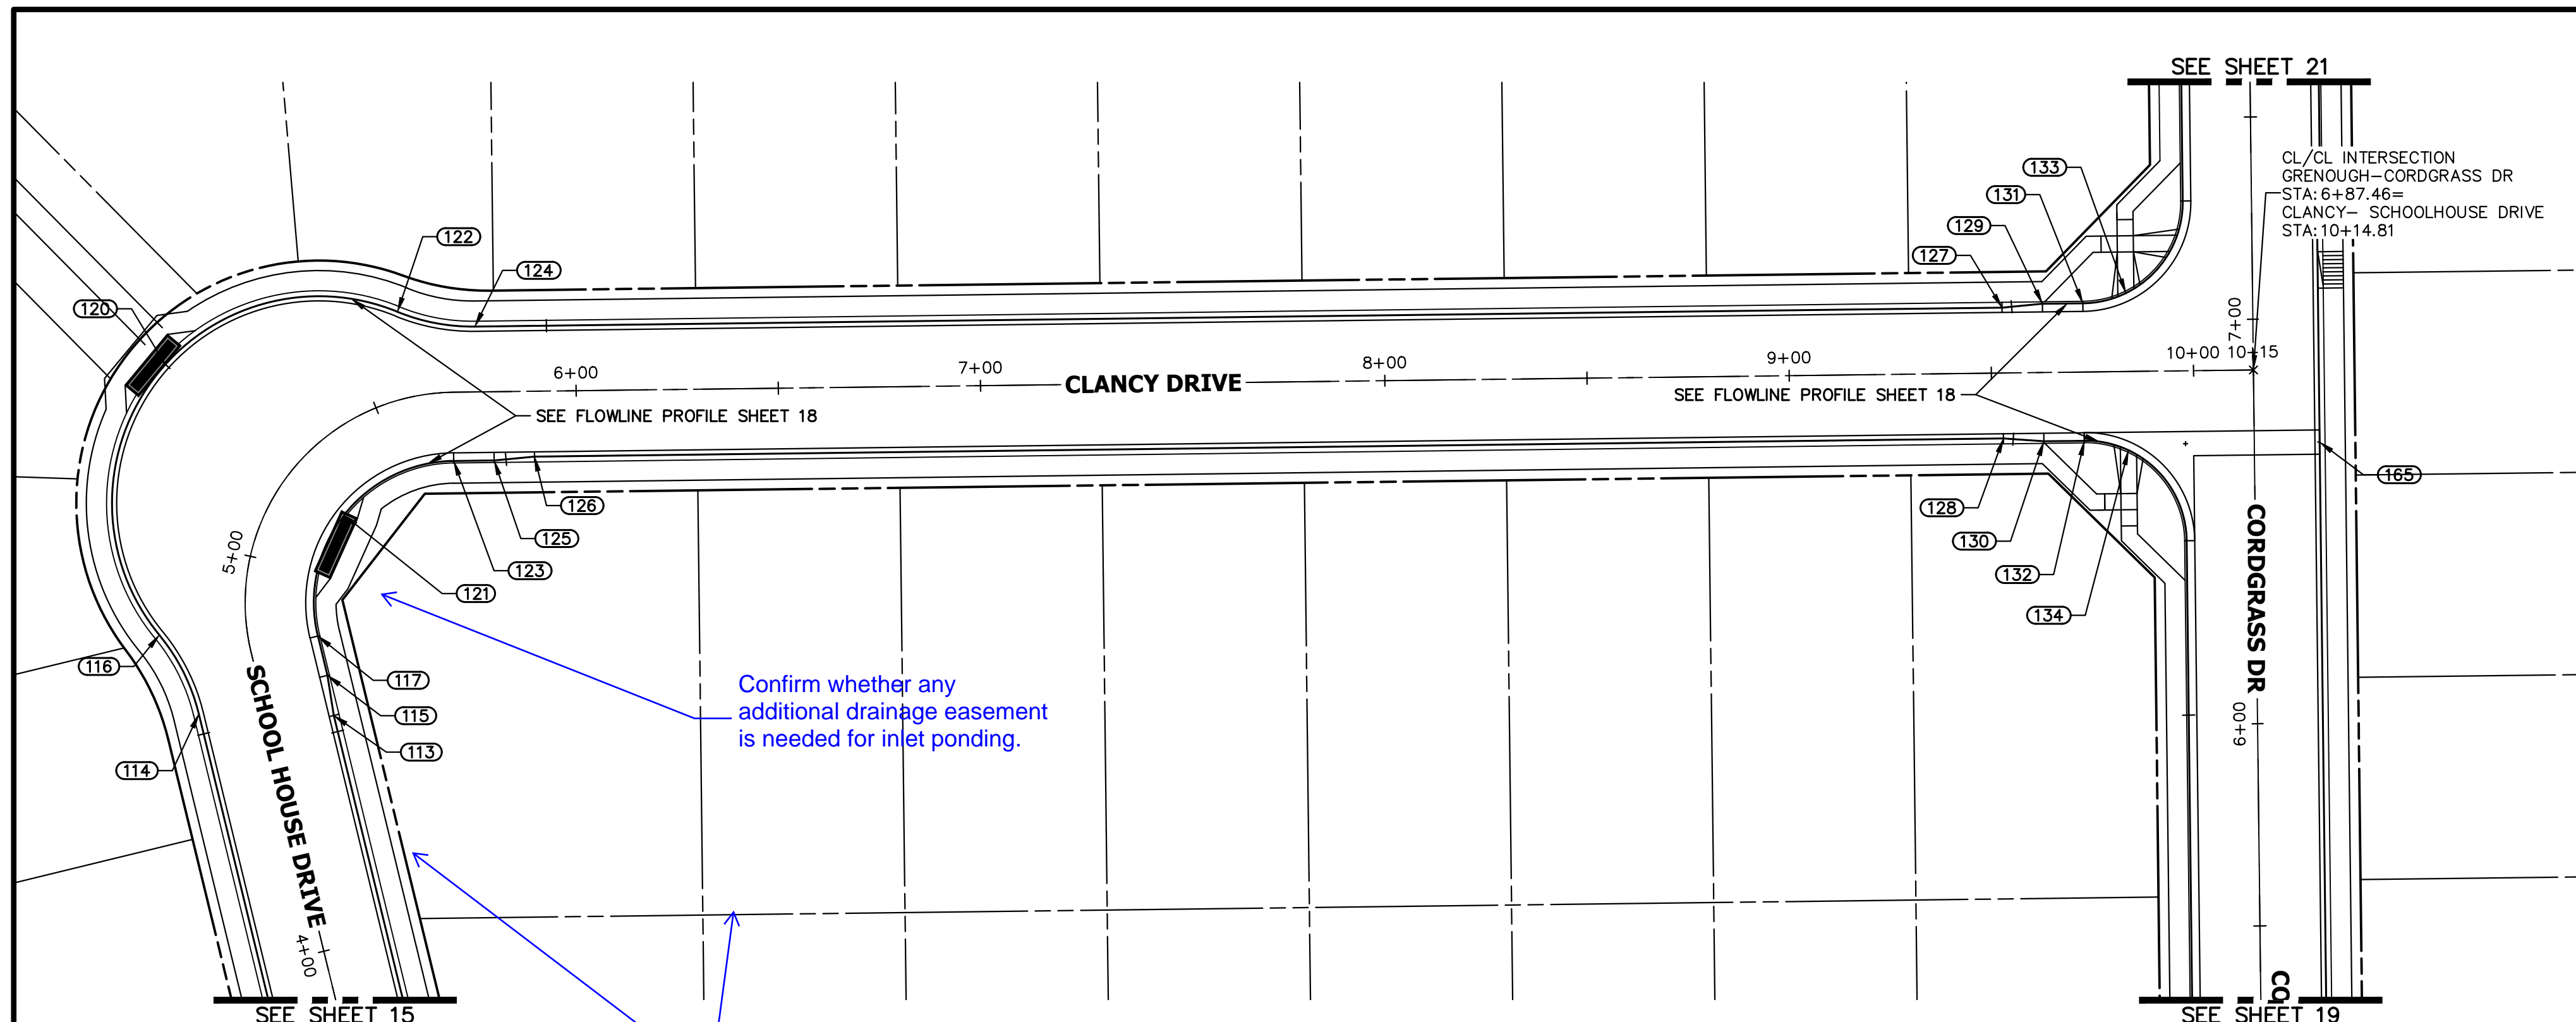 SEE SHEET 21
CL/CL INTERSECTION
GRENOUGH-CORDGRASS DR
STA: 6+87.46=
CLANCY- SCHOOLHOUSE DRIVE
STA: 10+14.81
133
131
129
127
122
124
120
7+00
6+00
7+00
8+00
9+00
10+00 10+15
CLANCY DRIVE
SEE FLOWLINE PROFILE SHEET 18
SEE FLOWLINE PROFILE SHEET 18
165
126
128
125
130
123
132
5+00
121
134
CORDGRASS DR
116
117
115
113
114
SCHOOL HOUSE DRIVE
Confirm whether any
additional drainage easement
is needed for inlet ponding.
6+00
4+00
CO
SEE SHEET 15
SEE SHEET 19